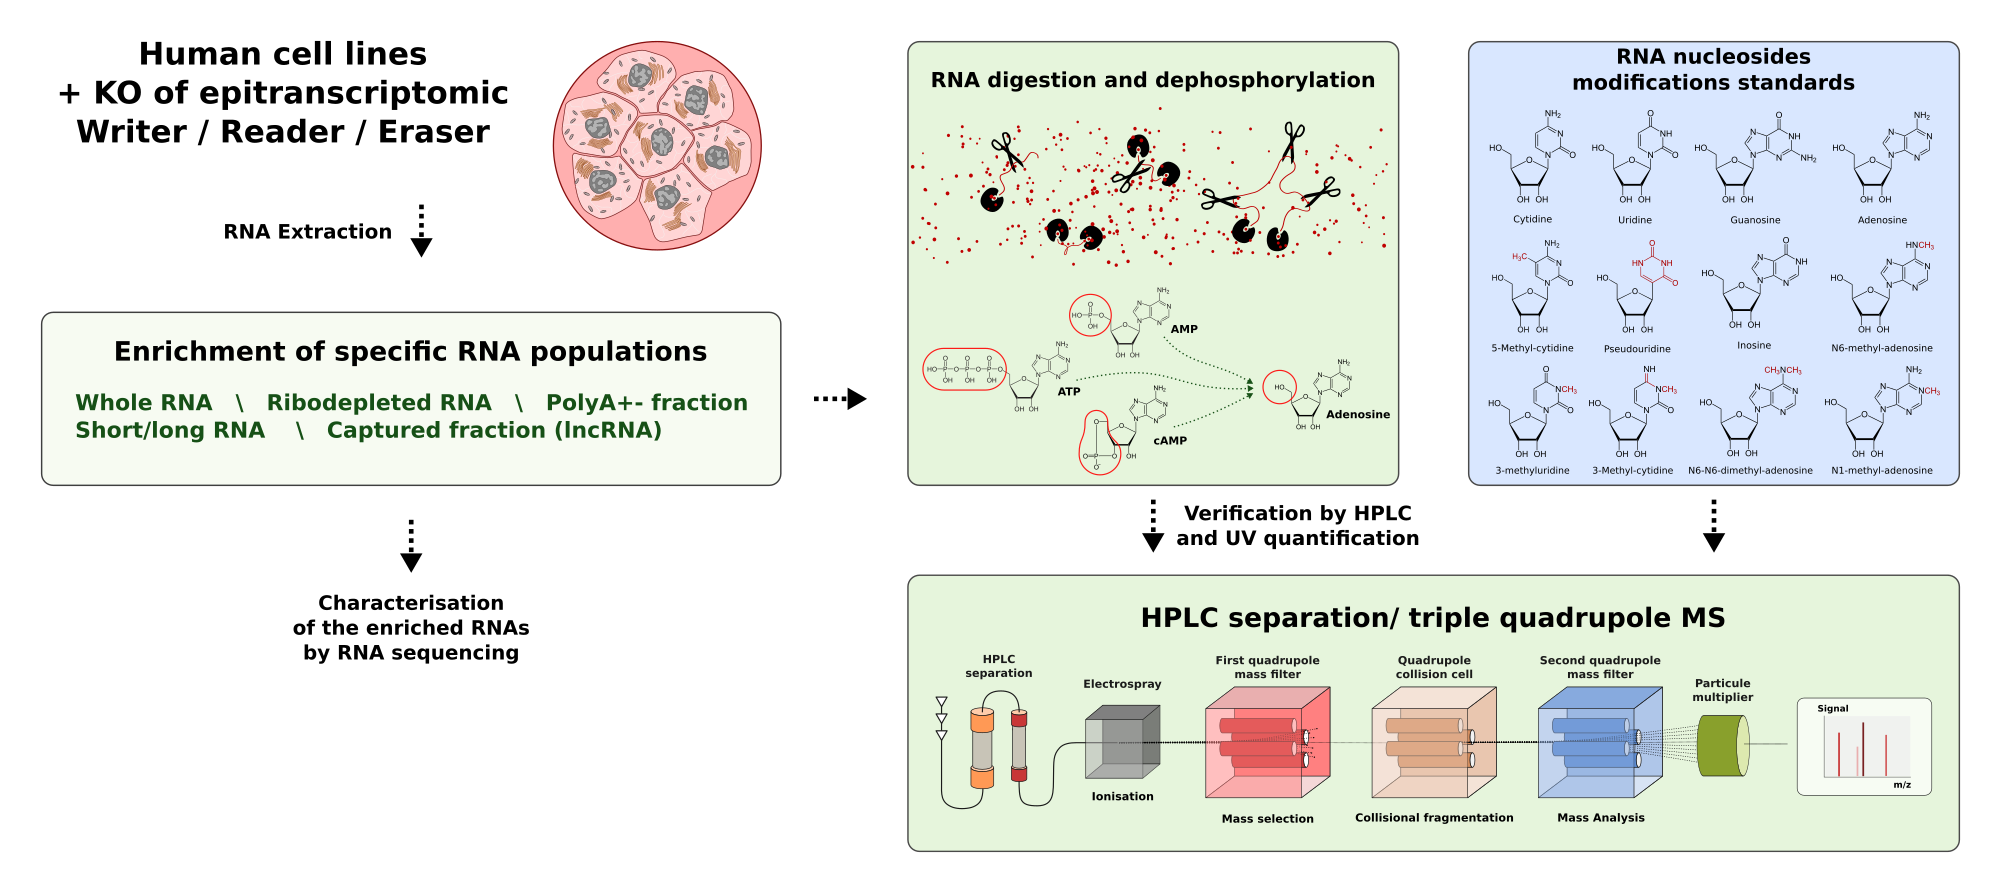 Human cell lines
+ KO of epitranscriptomic
Writer / Reader / Eraser
RNA Extraction
Enrichment of specific RNA populations
Whole RNA \ Ribodepleted RNA \ PolyA+- fraction
Short/long RNA \ Captured fraction (lncRNA)
Characterisation
of the enriched RNAs
by RNA sequencing
RNA digestion and dephosphorylation
AMP
ATP
cAMP
Adenosine
RNA nucleosides
modifications standards
Cytidine
Uridine
Guanosine
Adenosine
5-Methyl-cytidine
Pseudouridine
Inosine
N6-methyl-adenosine
3-methyluridine
3-Methyl-cytidine
N6-N6-dimethyl-adenosine
N1-methyl-adenosine
Verification by HPLC
and UV quantification
HPLC separation/ triple quadrupole MS
HPLC
separation
Electrospray
Ionisation
First quadrupole
mass filter
Mass selection
Quadrupole
collision cell
Collisional fragmentation
Second quadrupole
mass filter
Mass Analysis
Particule
multiplier
Signal
m/z